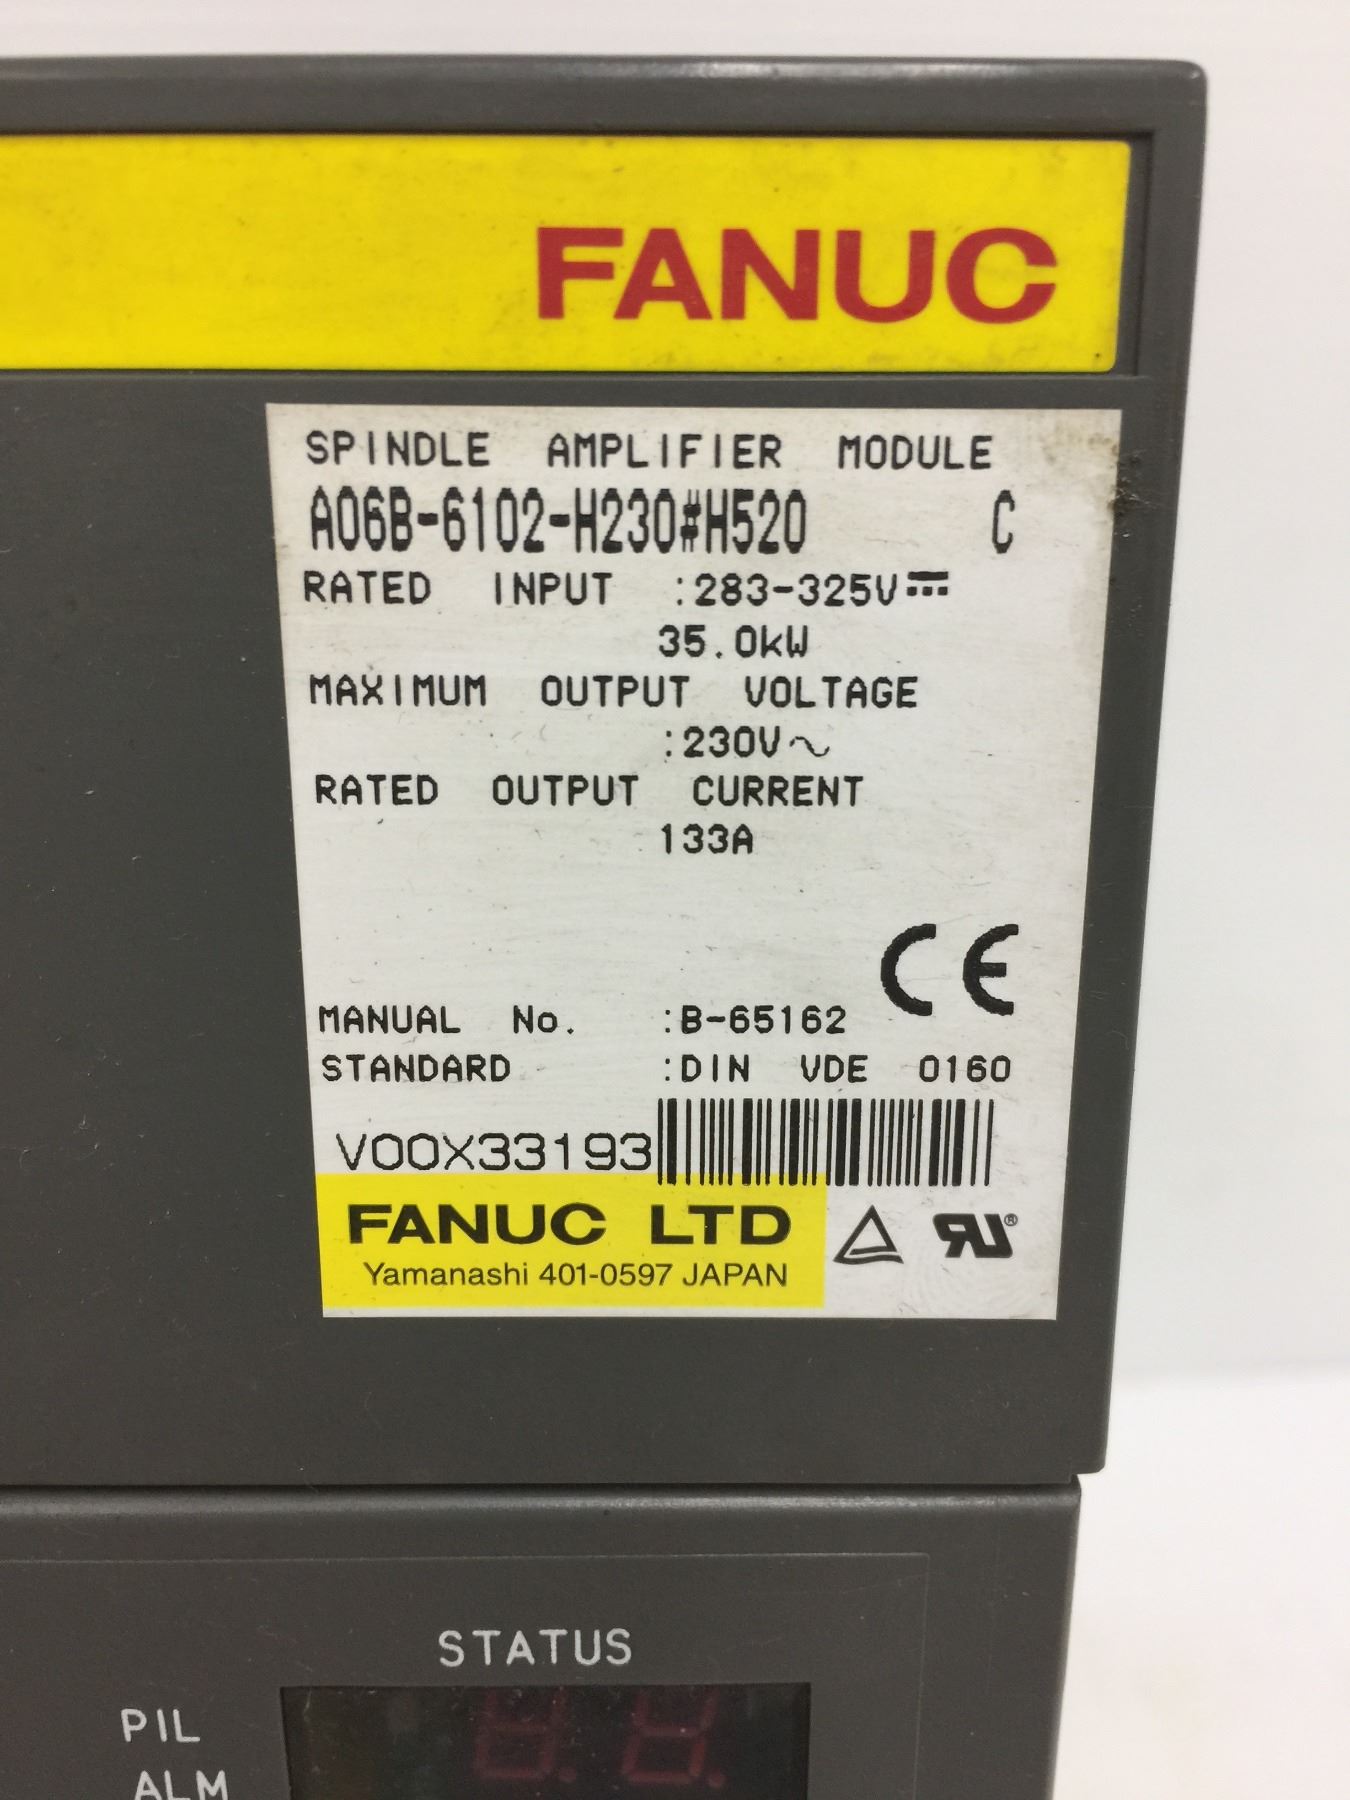 FANUC
SPINDLE AMPLIFIER MODULE
A06B-6102-H230#H520 C
RATED INPUT :283-325V⎓
35.0kW
MAXIMUM OUTPUT VOLTAGE
:230V~
RATED OUTPUT CURRENT
133A
CE
MANUAL No. :B-65162
STANDARD :DIN VDE 0160
V00X33193
FANUC LTD
Yamanashi 401-0597 JAPAN
RU®
STATUS
PIL
ALM